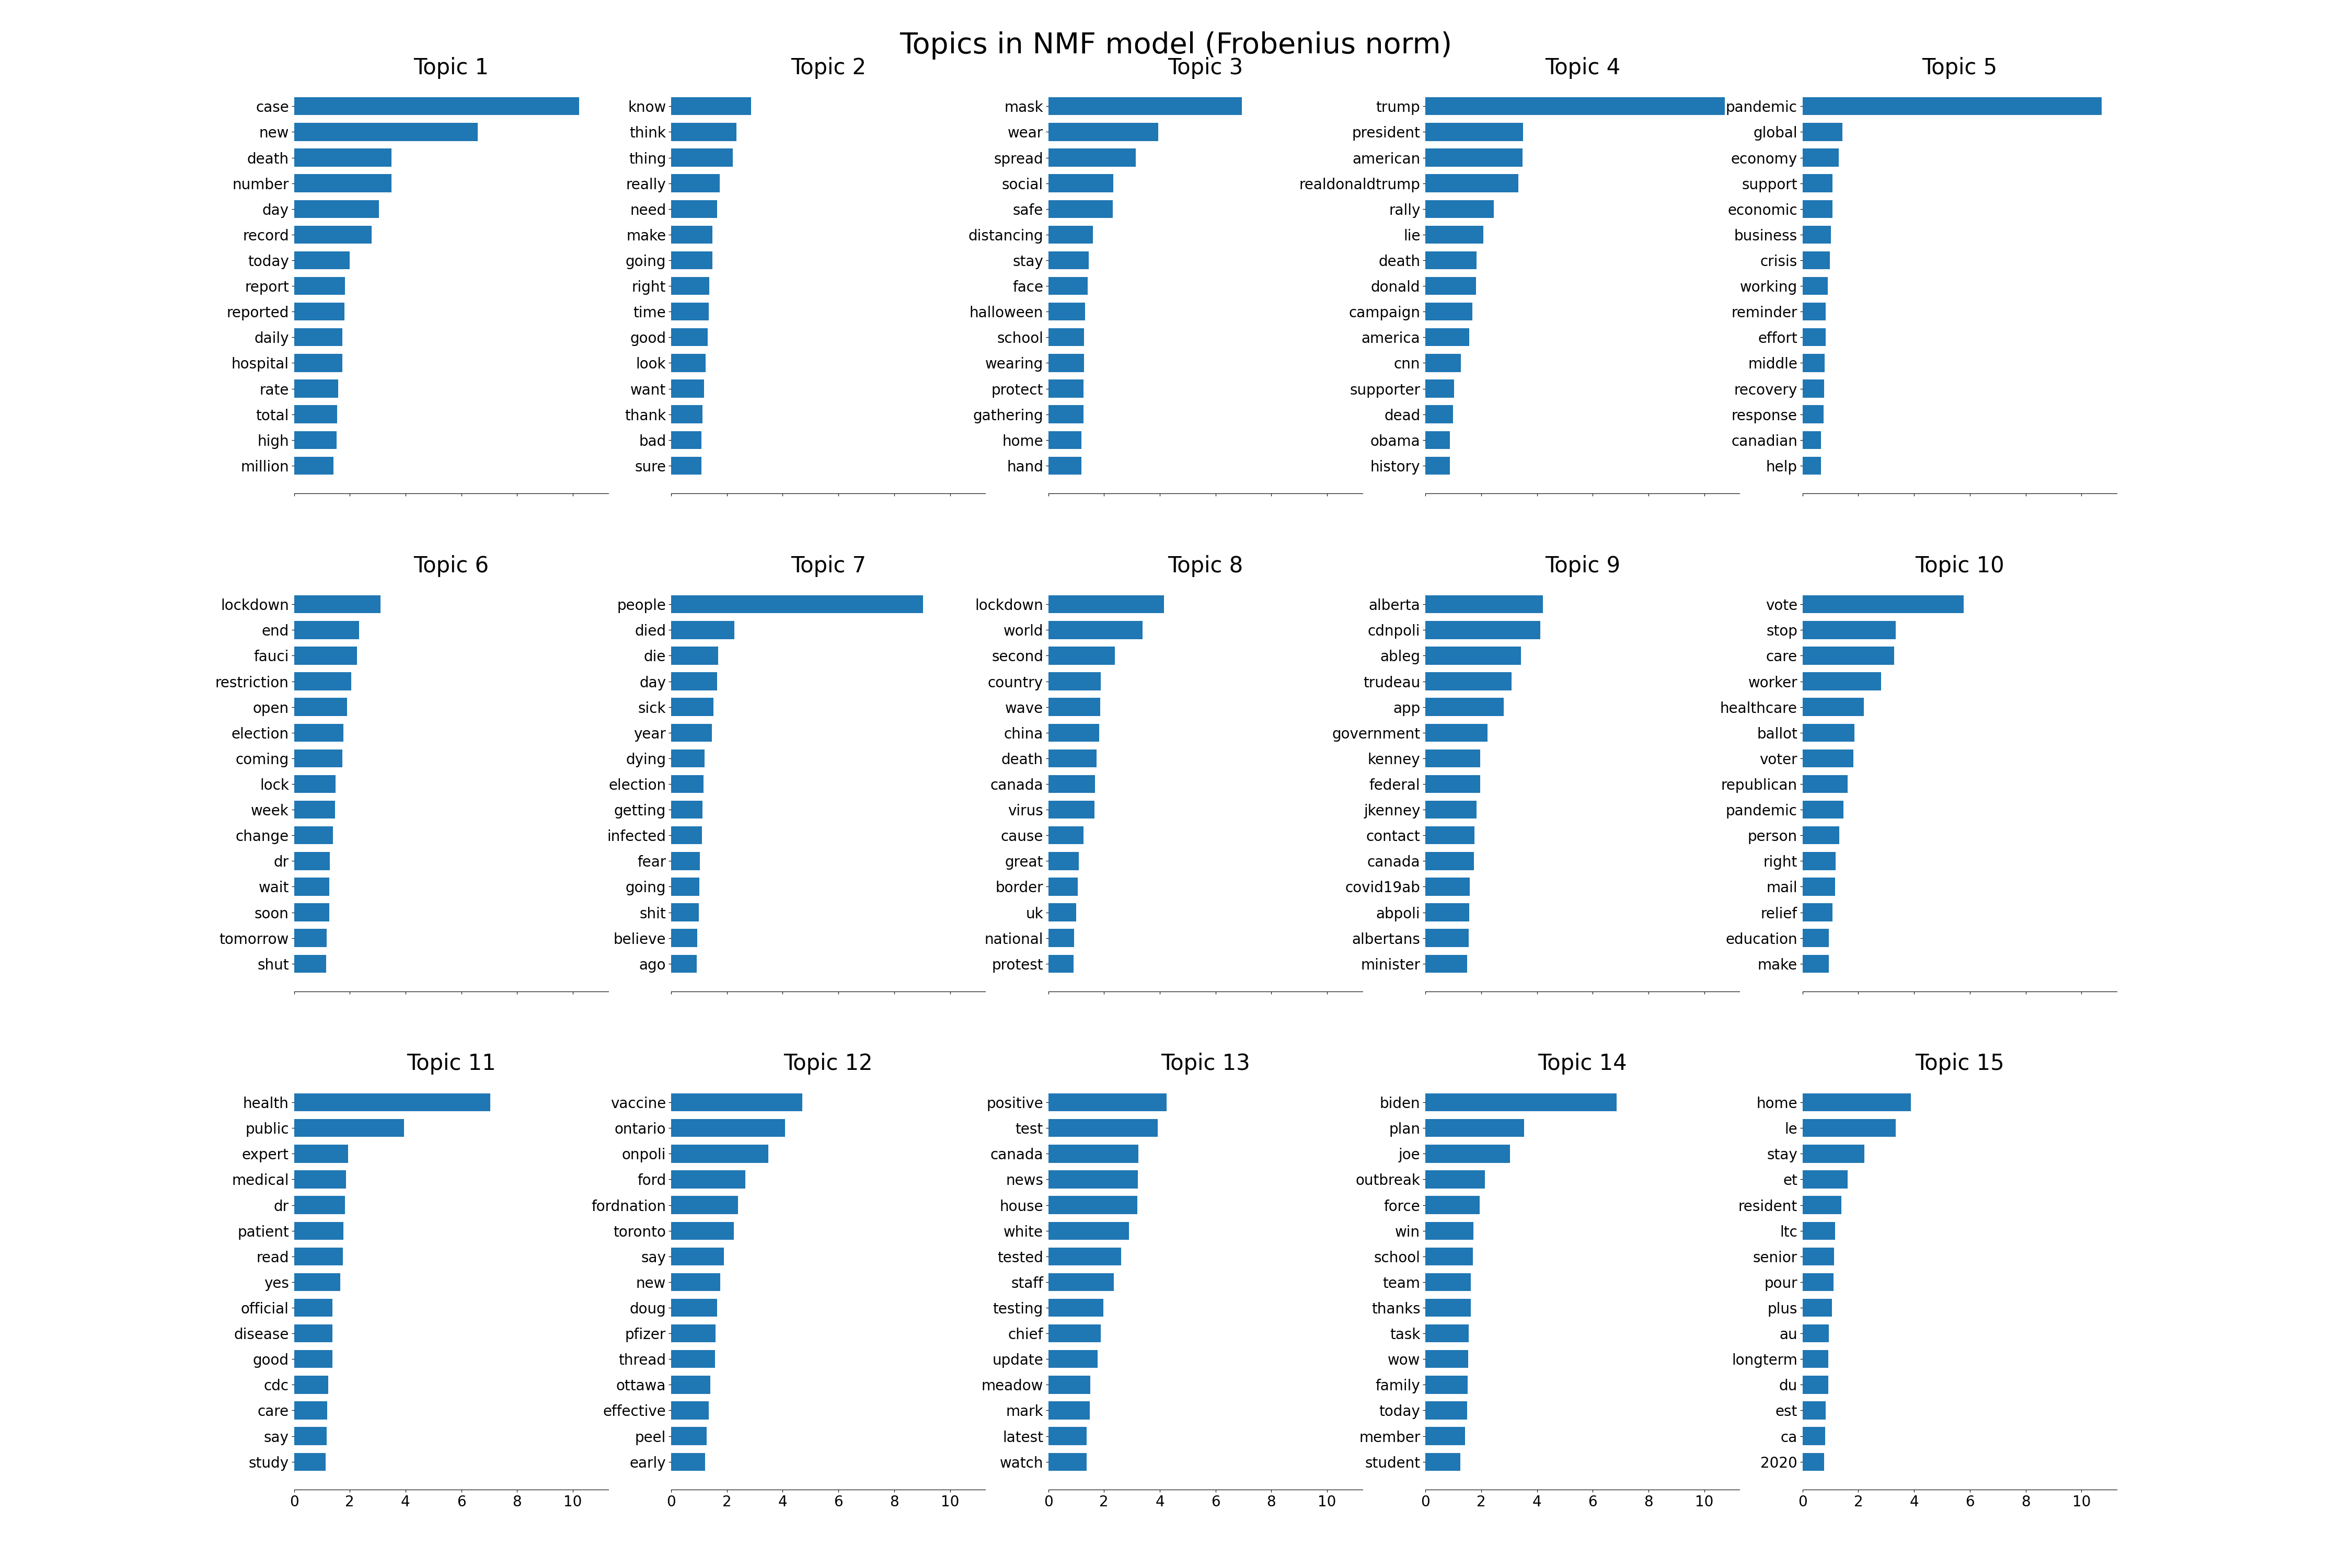 Topics in NMF model (Frobenius norm)
Topic 1
case
new
death
number
day
record
today
report
reported
daily
hospital
rate
total
high
million
Topic 2
know
think
thing
really
need
make
going
right
time
good
look
want
thank
bad
sure
Topic 3
mask
wear
spread
social
safe
distancing
stay
face
halloween
school
wearing
protect
gathering
home
hand
Topic 4
trump
president
american
realdonaldtrump
rally
lie
death
donald
campaign
america
cnn
supporter
dead
obama
history
Topic 5
pandemic
global
economy
support
economic
business
crisis
working
reminder
effort
middle
recovery
response
canadian
help
Topic 6
lockdown
end
fauci
restriction
open
election
coming
lock
week
change
dr
wait
soon
tomorrow
shut
Topic 7
people
died
die
day
sick
year
dying
election
getting
infected
fear
going
shit
believe
ago
Topic 8
lockdown
world
second
country
wave
china
death
canada
virus
cause
great
border
uk
national
protest
Topic 9
alberta
cdnpoli
ableg
trudeau
app
government
kenney
federal
jkenney
contact
canada
covid19ab
abpoli
albertans
minister
Topic 10
vote
stop
care
worker
healthcare
ballot
voter
republican
pandemic
person
right
mail
relief
education
make
Topic 11
health
public
expert
medical
dr
patient
read
yes
official
disease
good
cdc
care
say
study
0 2 4 6 8 10
Topic 12
vaccine
ontario
onpoli
ford
fordnation
toronto
say
new
doug
pfizer
thread
ottawa
effective
peel
early
0 2 4 6 8 10
Topic 13
positive
test
canada
news
house
white
tested
staff
testing
chief
update
meadow
mark
latest
watch
0 2 4 6 8 10
Topic 14
biden
plan
joe
outbreak
force
win
school
team
thanks
task
wow
family
today
member
student
0 2 4 6 8 10
Topic 15
home
le
stay
et
resident
ltc
senior
pour
plus
au
longterm
du
est
ca
2020
0 2 4 6 8 10